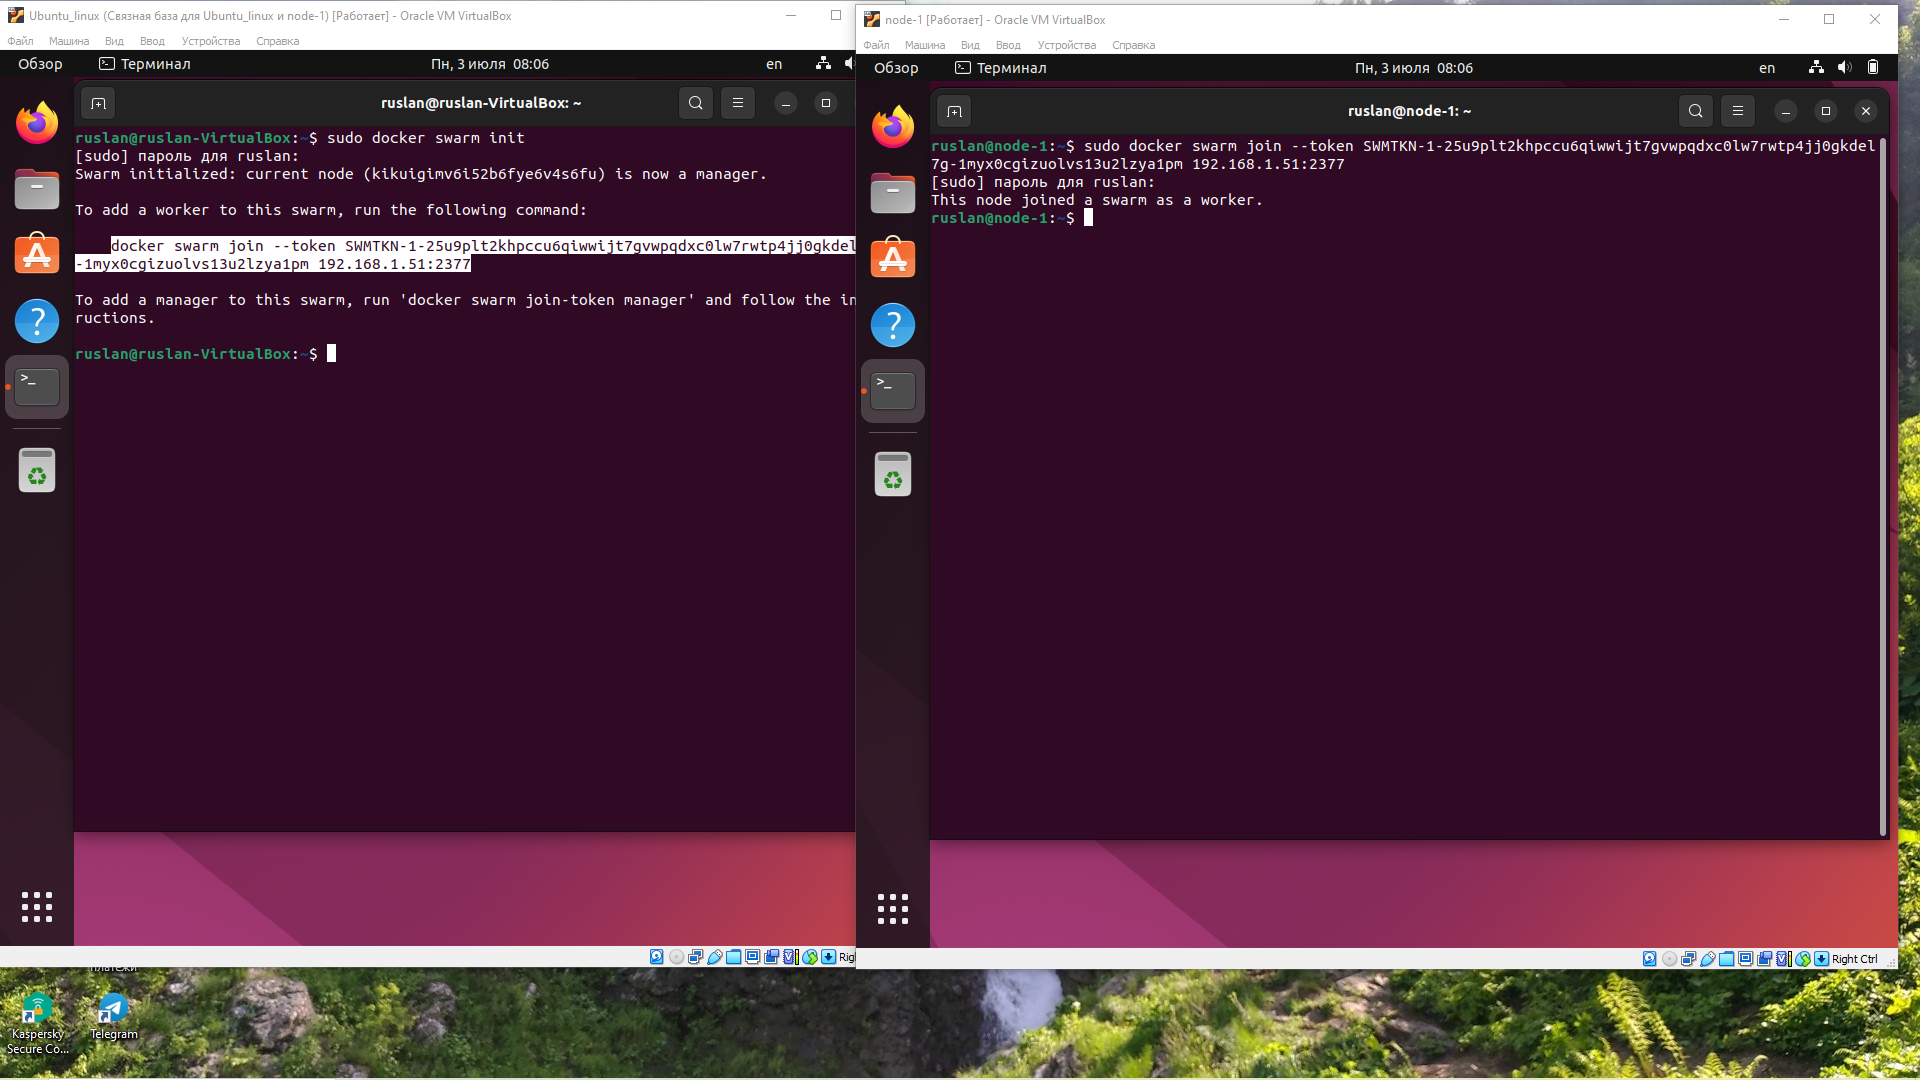 Ubuntu_linux (Связная база для Ubuntu_linux и node-1) [Работает] - Oracle VM VirtualBox
Файл Машина Вид Ввод Устройства Справка
Обзор Терминал Пн, 3 июля 08:06 en
ruslan@ruslan-VirtualBox: ~
ruslan@ruslan-VirtualBox:~$ sudo docker swarm init
[sudo] пароль для ruslan:
Swarm initialized: current node (kikuigimv6i52b6fye6v4s6fu) is now a manager.
To add a worker to this swarm, run the following command:
docker swarm join --token SWMTKN-1-25u9plt2khpccu6qiwwijt7gvwpqdxc0lw7rwtp4jj0gkdel
-1myx0cgizuolvs13u2lzya1pm 192.168.1.51:2377
To add a manager to this swarm, run 'docker swarm join-token manager' and follow the in
ructions.
ruslan@ruslan-VirtualBox:~$
Righ
node-1 [Работает] - Oracle VM VirtualBox
Файл Машина Вид Ввод Устройства Справка
Обзор Терминал Пн, 3 июля 08:06 en
ruslan@node-1: ~
ruslan@node-1:~$ sudo docker swarm join --token SWMTKN-1-25u9plt2khpccu6qiwwijt7gvwpqdxc0lw7rwtp4jj0gkdel
7g-1myx0cgizuolvs13u2lzya1pm 192.168.1.51:2377
[sudo] пароль для ruslan:
This node joined a swarm as a worker.
ruslan@node-1:~$
Right Ctrl
Kaspersky
Secure Co...
Telegram